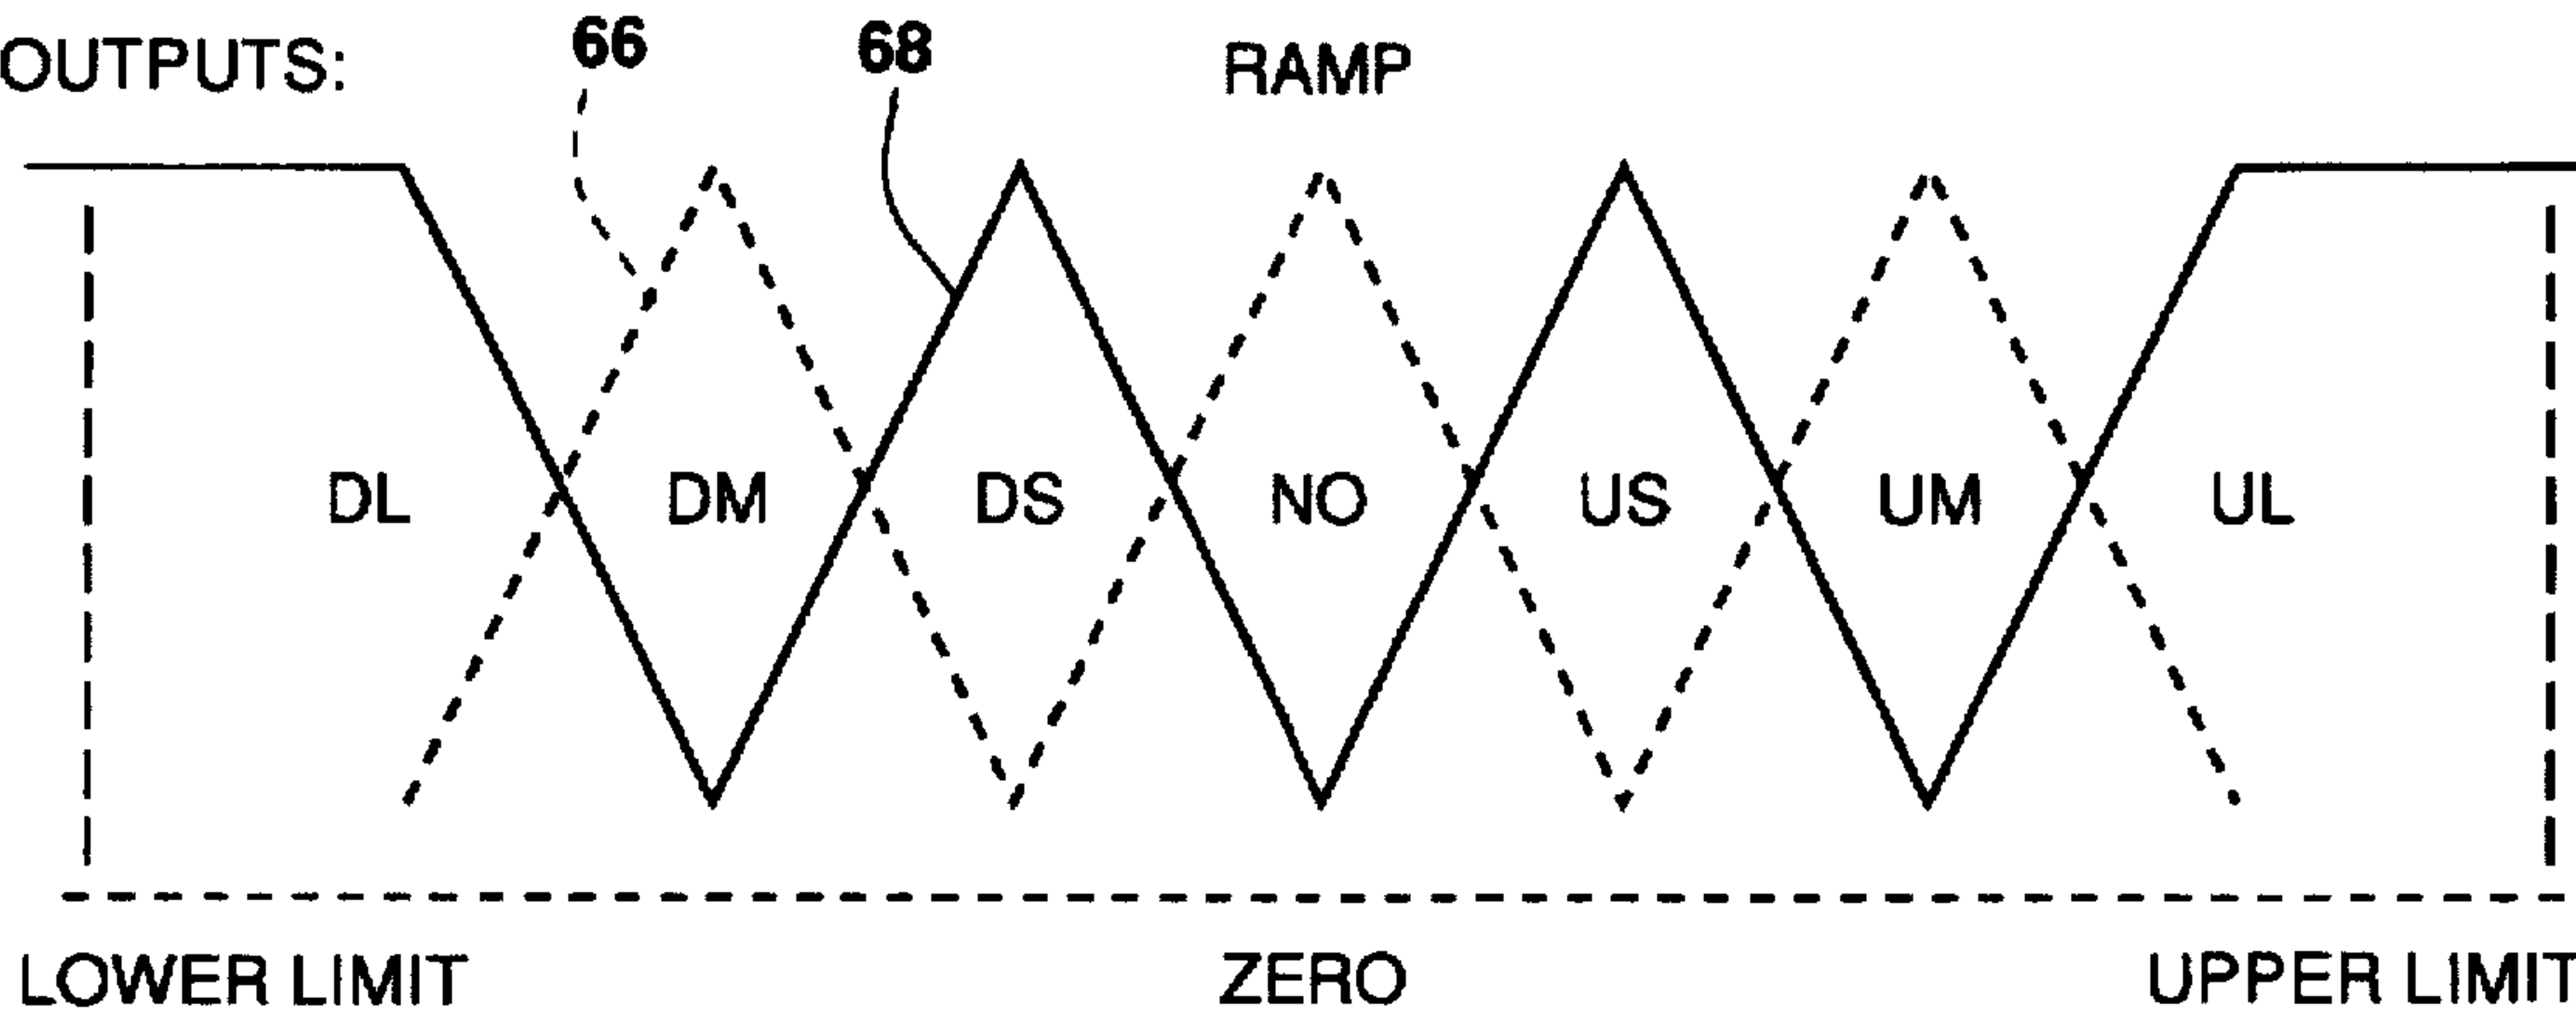 OUTPUTS: 66 68 RAMP
DL DM DS NO US UM UL
LOWER LIMIT ZERO UPPER LIMIT